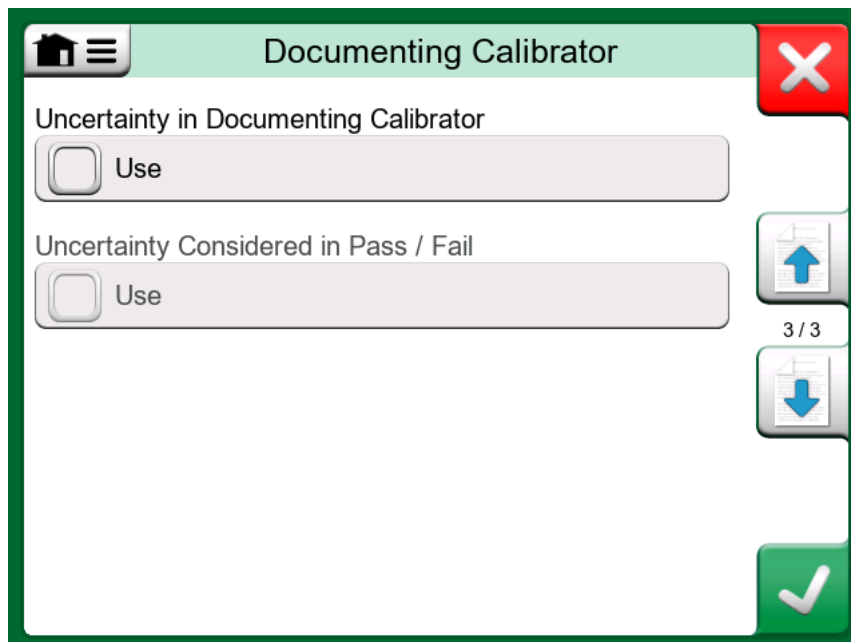 Documenting Calibrator
Uncertainty in Documenting Calibrator
Use
Uncertainty Considered in Pass / Fail
Use
3 / 3